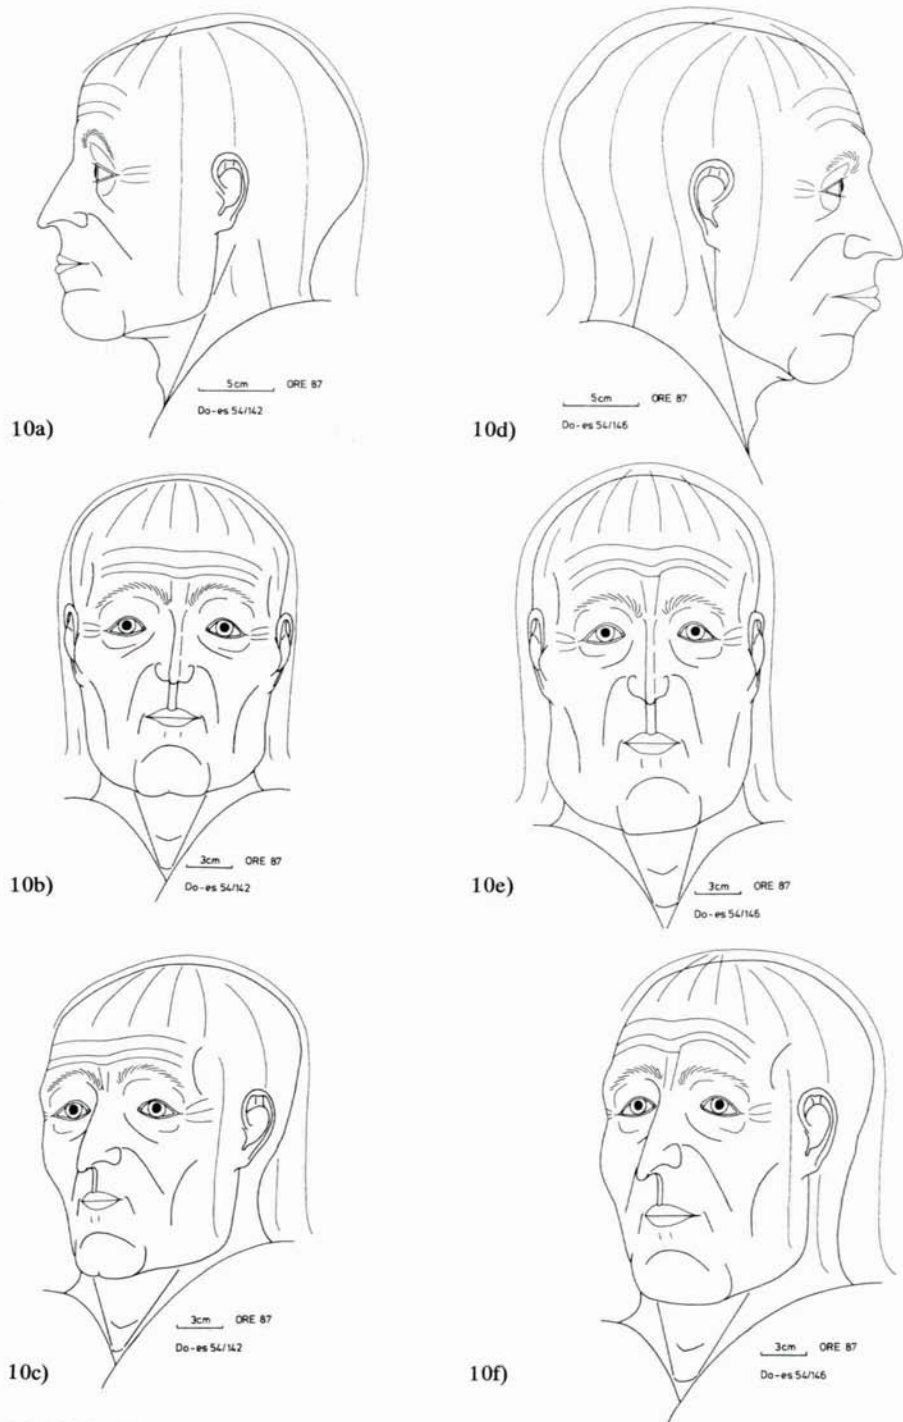 5cm ORE 87
Do-es 54/142
10a)
5cm ORE 87
Do-es 54/146
10d)
3cm ORE 87
Do-es 54/142
10b)
3cm ORE 87
Do-es 54/146
10e)
3cm ORE 87
Do-es 54/142
10c)
3cm ORE 87
Do-es 54/146
10f)